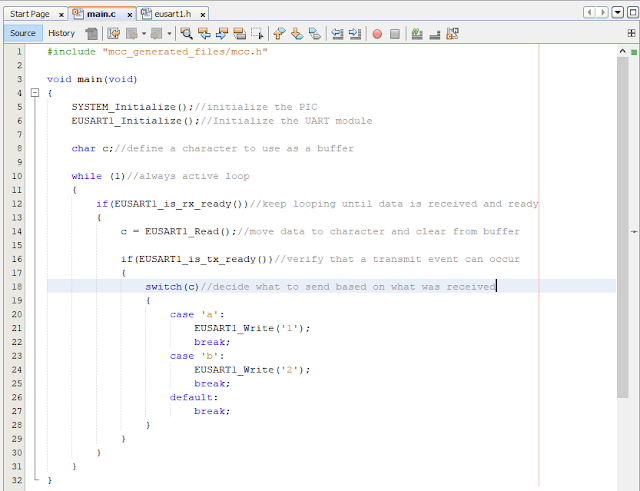 Start Page x main.c x eusart1.h x
Source History
1 #include "mcc_generated_files/mcc.h"
2
3 void main(void)
4 {
5 SYSTEM_Initialize();//initialize the PIC
6 EUSART1_Initialize();//Initialize the UART module
7
8 char c;//define a character to use as a buffer
9
10 while (1)//always active loop
11 {
12 if(EUSART1_is_rx_ready())//keep looping until data is received and ready
13 {
14 c = EUSART1_Read();//move data to character and clear from buffer
15
16 if(EUSART1_is_tx_ready())//verify that a transmit event can occur
17 {
18 switch(c)//decide what to send based on what was received
19 {
20 case 'a':
21 EUSART1_Write('1');
22 break;
23 case 'b':
24 EUSART1_Write('2');
25 break;
26 default:
27 break;
28 }
29 }
30 }
31 }
32 }